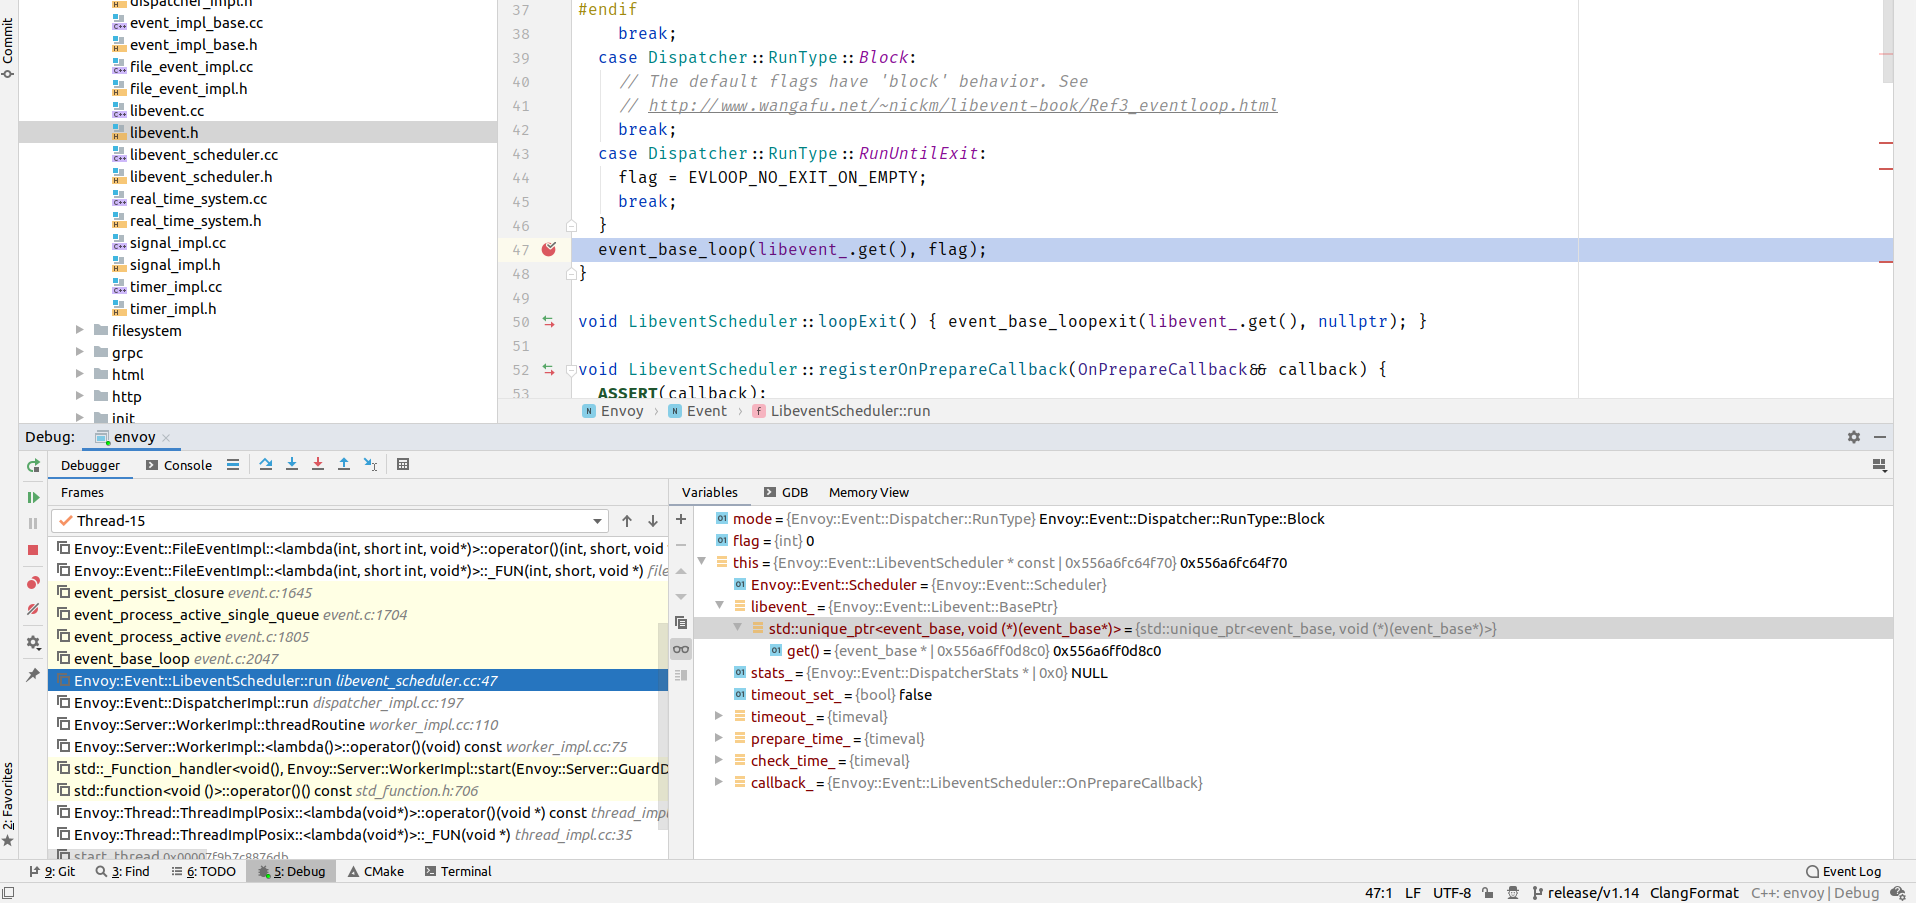 Commit
dispatcher_impl.h
event_impl_base.cc
event_impl_base.h
file_event_impl.cc
file_event_impl.h
libevent.cc
libevent.h
libevent_scheduler.cc
libevent_scheduler.h
real_time_system.cc
real_time_system.h
signal_impl.cc
signal_impl.h
timer_impl.cc
timer_impl.h
filesystem
grpc
html
http
init
37 #endif
38 break;
39 case Dispatcher::RunType::Block:
40 // The default flags have 'block' behavior. See
41 // http://www.wangafu.net/~nickm/libevent-book/Ref3_eventloop.html
42 break;
43 case Dispatcher::RunType::RunUntilExit:
44 flag = EVLOOP_NO_EXIT_ON_EMPTY;
45 break;
46 }
47 event_base_loop(libevent_.get(), flag);
48 }
49
50 void LibeventScheduler::loopExit() { event_base_loopexit(libevent_.get(), nullptr); }
51
52 void LibeventScheduler::registerOnPrepareCallback(OnPrepareCallback&& callback) {
53 ASSERT(callback);
Envoy > Event > LibeventScheduler::run
Debug: envoy
Debugger Console
Frames
Thread-15
Envoy::Event::FileEventImpl::<lambda(int, short int, void*)>::operator()(int, short, void
Envoy::Event::FileEventImpl::<lambda(int, short int, void*)>::_FUN(int, short, void *) file
event_persist_closure event.c:1645
event_process_active_single_queue event.c:1704
event_process_active event.c:1805
event_base_loop event.c:2047
Envoy::Event::LibeventScheduler::run libevent_scheduler.cc:47
Envoy::Event::DispatcherImpl::run dispatcher_impl.cc:197
Envoy::Server::WorkerImpl::threadRoutine worker_impl.cc:110
Envoy::Server::WorkerImpl::<lambda()>::operator()(void) const worker_impl.cc:75
std::_Function_handler<void(), Envoy::Server::WorkerImpl::start(Envoy::Server::GuardD
std::function<void ()>::operator()() const std_function.h:706
Envoy::Thread::ThreadImplPosix::<lambda(void*)>::operator()(void *) const thread_imp
Envoy::Thread::ThreadImplPosix::<lambda(void*)>::_FUN(void *) thread_impl.cc:35
start_thread 0x00007f9b7c8876db
Variables GDB Memory View
mode = {Envoy::Event::Dispatcher::RunType} Envoy::Event::Dispatcher::RunType::Block
flag = {int} 0
this = {Envoy::Event::LibeventScheduler * const | 0x556a6fc64f70} 0x556a6fc64f70
Envoy::Event::Scheduler = {Envoy::Event::Scheduler}
libevent_ = {Envoy::Event::Libevent::BasePtr}
std::unique_ptr<event_base, void (*)(event_base*)> = {std::unique_ptr<event_base, void (*)(event_base*)>}
get() = {event_base * | 0x556a6ff0d8c0} 0x556a6ff0d8c0
stats_ = {Envoy::Event::DispatcherStats * | 0x0} NULL
timeout_set_ = {bool} false
timeout_ = {timeval}
prepare_time_ = {timeval}
check_time_ = {timeval}
callback_ = {Envoy::Event::LibeventScheduler::OnPrepareCallback}
2: Favorites
9: Git 3: Find 6: TODO 5: Debug CMake Terminal Event Log
47:1 LF UTF-8 release/v1.14 ClangFormat C++: envoy | Debug